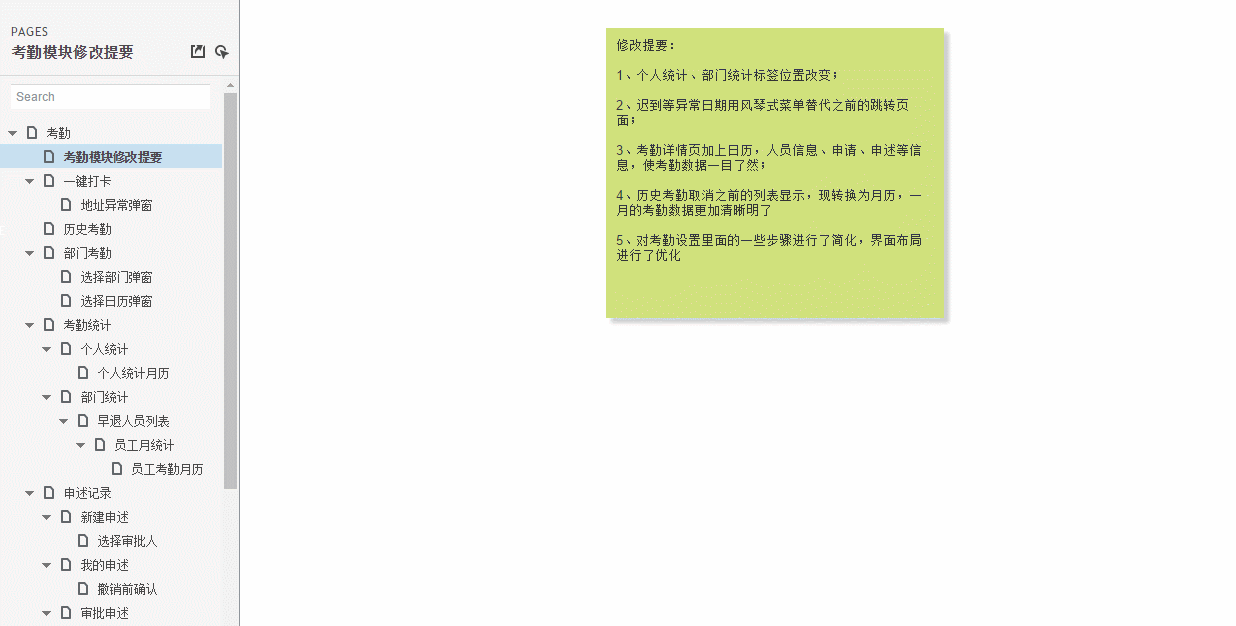 PAGES
考勤模块修改提要
Search
考勤
考勤模块修改提要
一键打卡
地址异常弹窗
历史考勤
部门考勤
选择部门弹窗
选择日历弹窗
考勤统计
个人统计
个人统计月历
部门统计
早退人员列表
员工月统计
员工考勤月历
申述记录
新建申述
选择审批人
我的申述
撤销前确认
审批申述
修改提要：
1、个人统计、部门统计标签位置改变；
2、迟到等异常日期用风琴式菜单替代之前的跳转页
面；
3、考勤详情页加上日历，人员信息、申请、申述等信
息，使考勤数据一目了然；
4、历史考勤取消之前的列表显示，现转换为月历，一
月的考勤数据更加清晰明了
5、对考勤设置里面的一些步骤进行了简化，界面布局
进行了优化